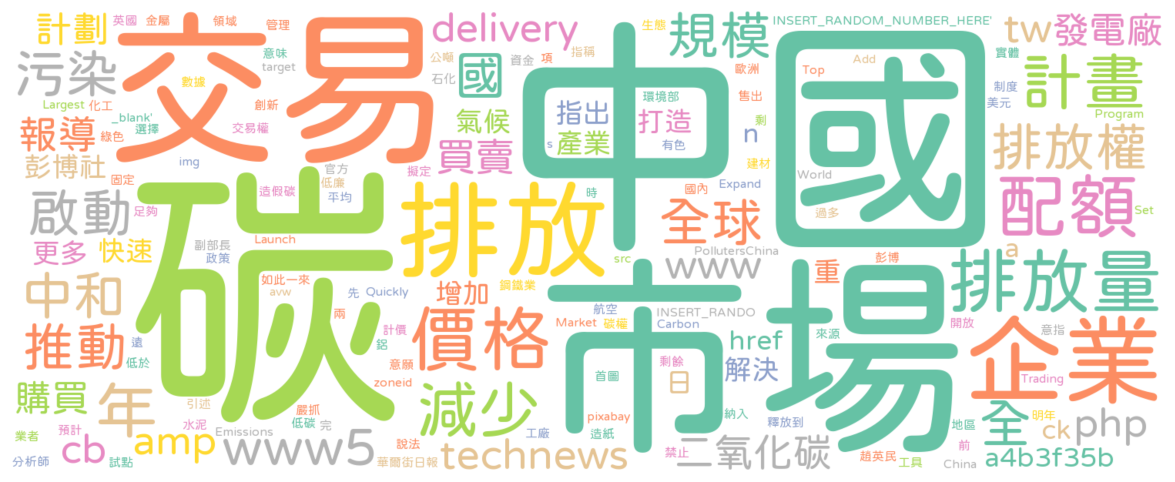 計劃 英國 金屬 領域 管理 delivery 生態 規模 INSERT_RANDOM_NUMBER_HERE' tw 發電廠
交易 中國
污染 意味 target 公噸 石化 國 資金 項 指稱 歐洲 Top Add 實體 計畫
Largest 化工 數據 創新 環境部 售出 制度 美元 Program
報導 _blank' 選擇 綠色 交易權 氣候 指出 打造 n 剩 排放權
彭博社 img 擬定 買賣 s 產業 有色 建材
固定 造假碳 官方 低廉 平均 時 國內 Expand World
啟動 足夠 碳 排放 全球 過多 配額 Set
更多 快速 副部長 政策 Launch src PollutersChina www 重 彭博 a 排放量
中和 如此一來 avw 先 Quickly 鋼鐵業 增加 市場 航空 INSERT_RANDO 來源 開放
推動 遠 低於 兩 計價 鋁 價格 Market 碳權 Carbon href 意指 企業
意願 zoneid 首圖 剩餘 解決 Trading
購買 年 引述 嚴抓 低碳 完 減少 pixabay 日 納入 釋放到 地區 全 明年
業者 預計 cb 試點 amp 水泥 Emissions www5 說法 工廠 造紙 禁止 二氧化碳 趙英民 前 ck php
分析師 華爾街日報 technews 工具 China a4b3f35b